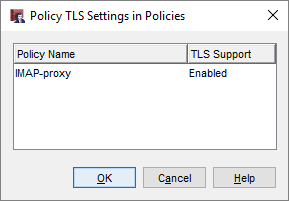 Policy TLS Settings in Policies
Policy Name TLS Support
IMAP-proxy Enabled
OK Cancel Help